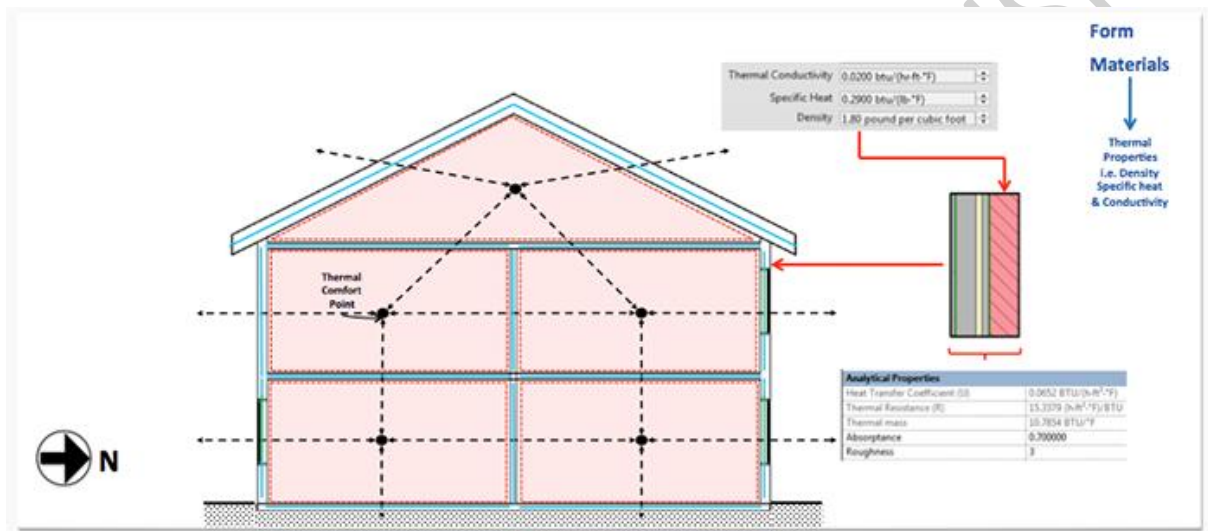 Form
Materials
Thermal
Properties
i.e. Density
Specific heat
& Conductivity
Thermal Conductivity 0.0200 btu/(hr·ft·°F)
Specific Heat 0.2900 btu/(lb·°F)
Density 1.80 pound per cubic foot
Thermal
Comfort
Point
Analytical Properties
Heat Transfer Coefficient (U) 0.0652 BTU/(h·ft²·°F)
Thermal Resistance (R) 15.3379 (h·ft²·°F)/BTU
Thermal mass 10.7854 BTU/°F
Absorptance 0.700000
Roughness 3
N